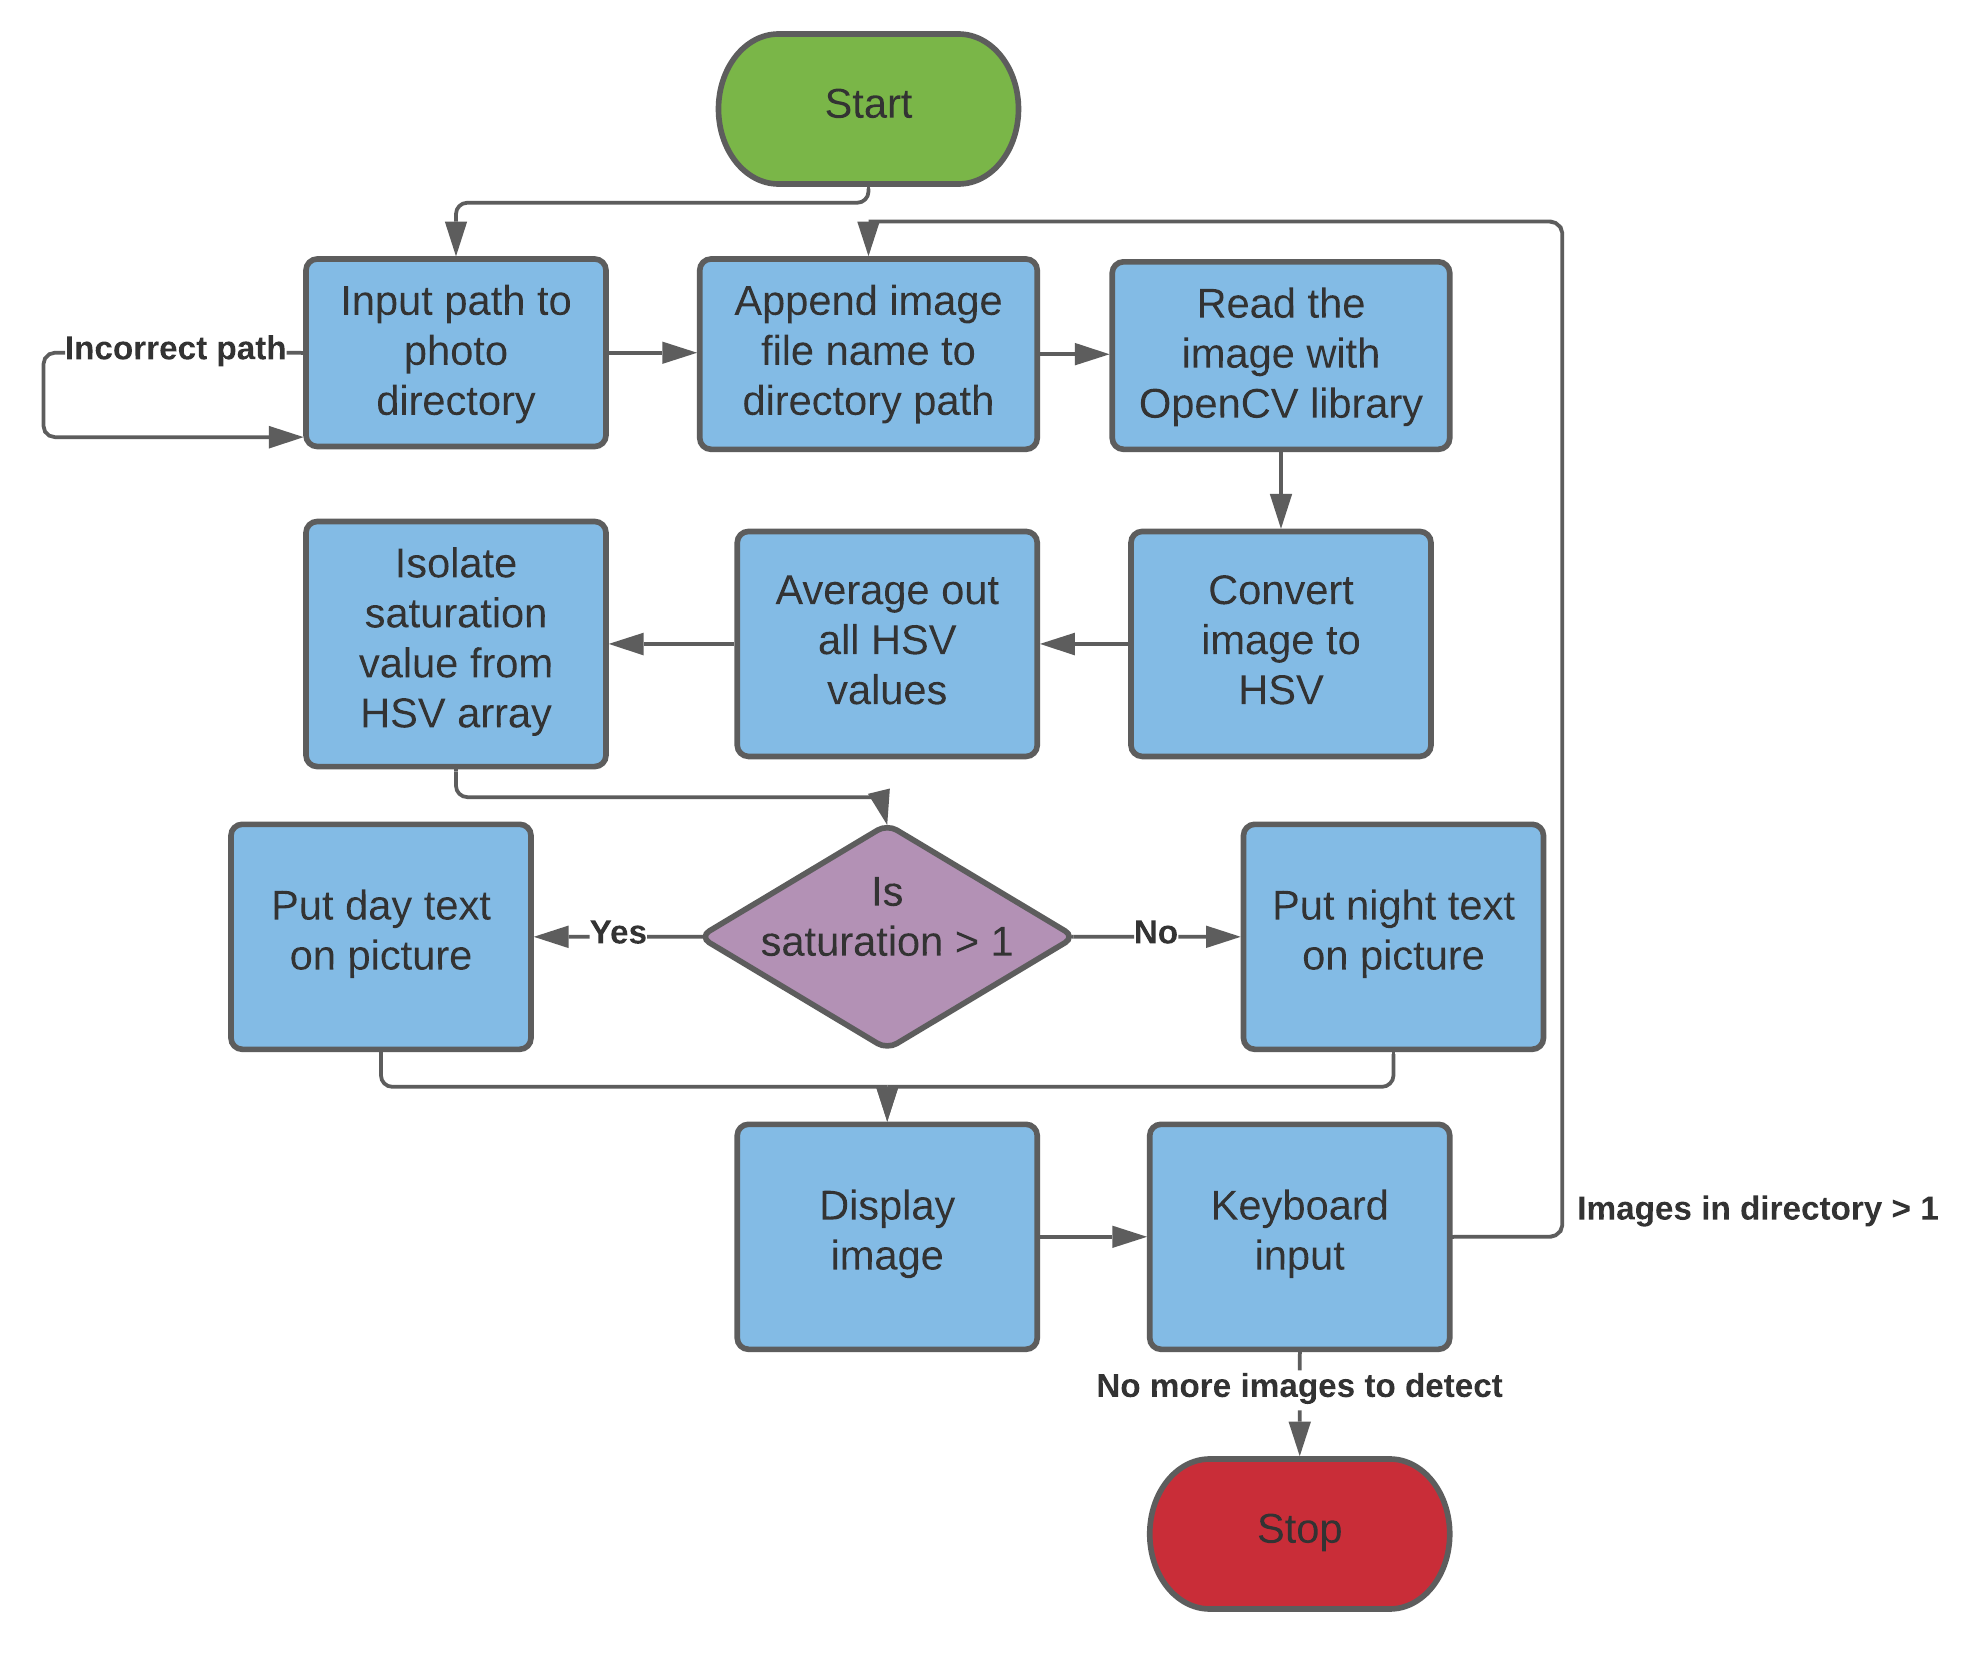 Start
Incorrect path
Input path to
photo
directory
Append image
file name to
directory path
Read the
image with
OpenCV library
Isolate
saturation
value from
HSV array
Average out
all HSV
values
Convert
image to
HSV
Put day text
on picture
Yes
Is
saturation > 1
No
Put night text
on picture
Display
image
Keyboard
input
Images in directory > 1
No more images to detect
Stop